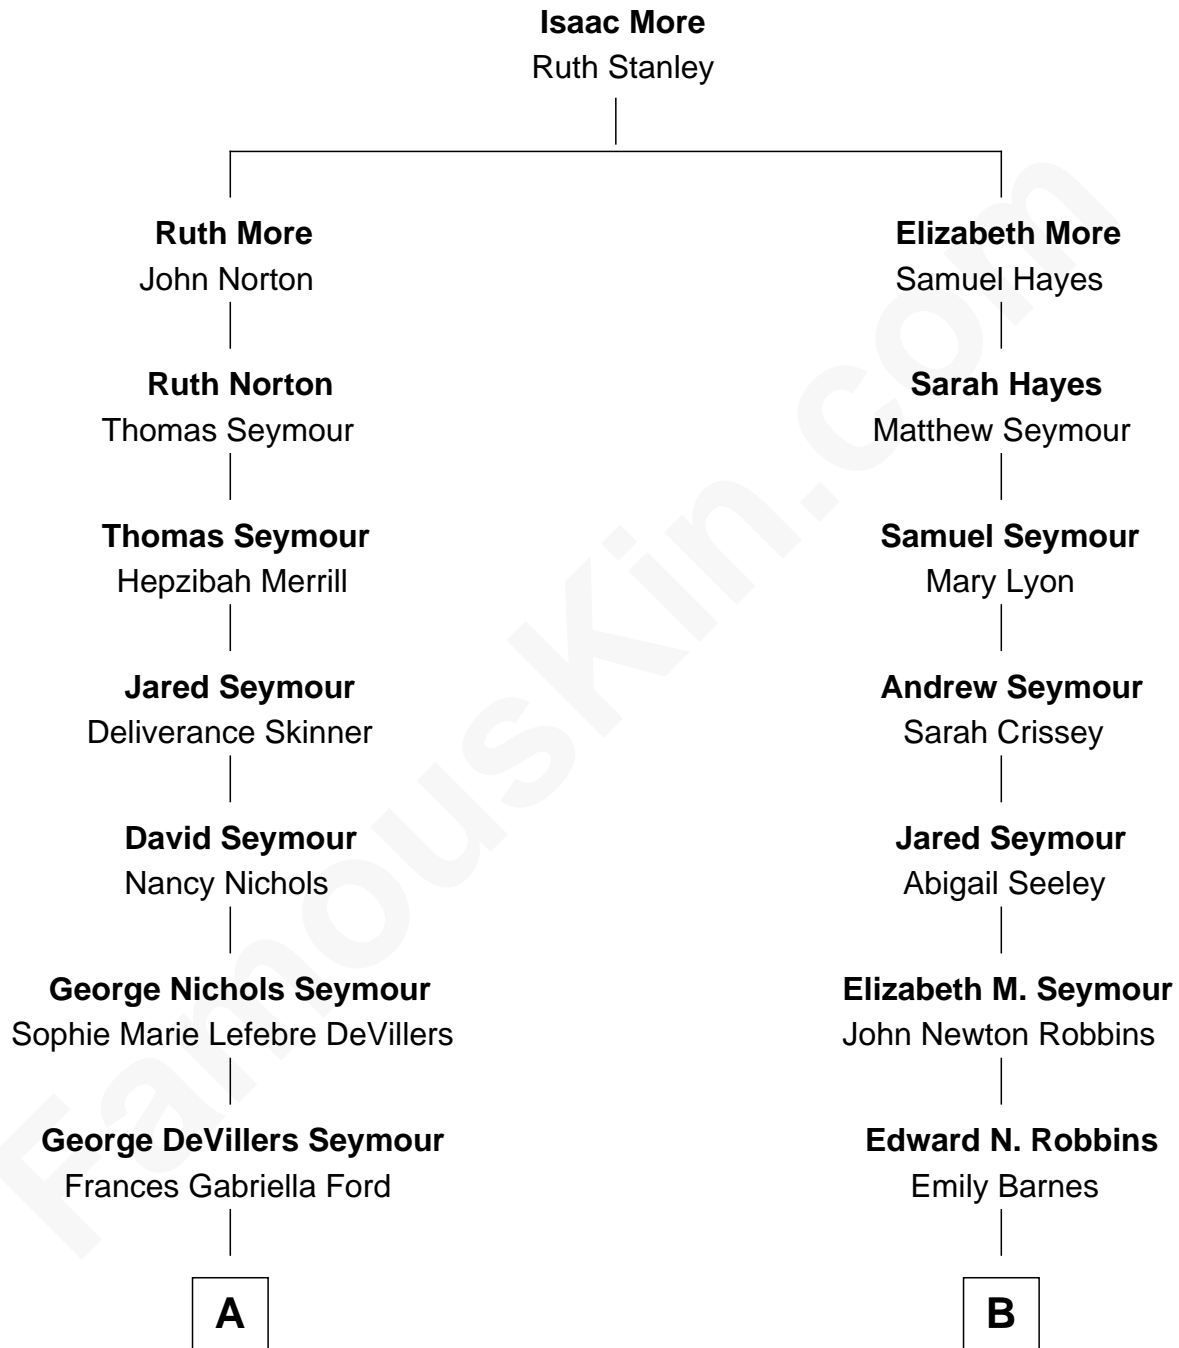 Isaac More
Ruth Stanley
Ruth More
John Norton
Elizabeth More
Samuel Hayes
Ruth Norton
Thomas Seymour
Sarah Hayes
Matthew Seymour
Thomas Seymour
Hepzibah Merrill
Samuel Seymour
Mary Lyon
Jared Seymour
Deliverance Skinner
Andrew Seymour
Sarah Crissey
David Seymour
Nancy Nichols
Jared Seymour
Abigail Seeley
George Nichols Seymour
Sophie Marie Lefebre DeVillers
Elizabeth M. Seymour
John Newton Robbins
George DeVillers Seymour
Frances Gabriella Ford
Edward N. Robbins
Emily Barnes
A
B
FamousKin.com